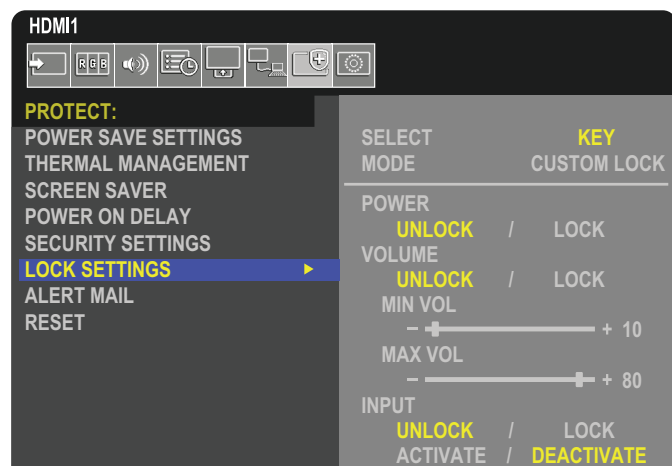 HDMI1
R G B
PROTECT:
POWER SAVE SETTINGS
THERMAL MANAGEMENT
SCREEN SAVER
POWER ON DELAY
SECURITY SETTINGS
LOCK SETTINGS
ALERT MAIL
RESET
SELECT KEY
MODE CUSTOM LOCK
POWER
UNLOCK / LOCK
VOLUME
UNLOCK / LOCK
MIN VOL
– + 10
MAX VOL
– + 80
INPUT
UNLOCK / LOCK
ACTIVATE / DEACTIVATE